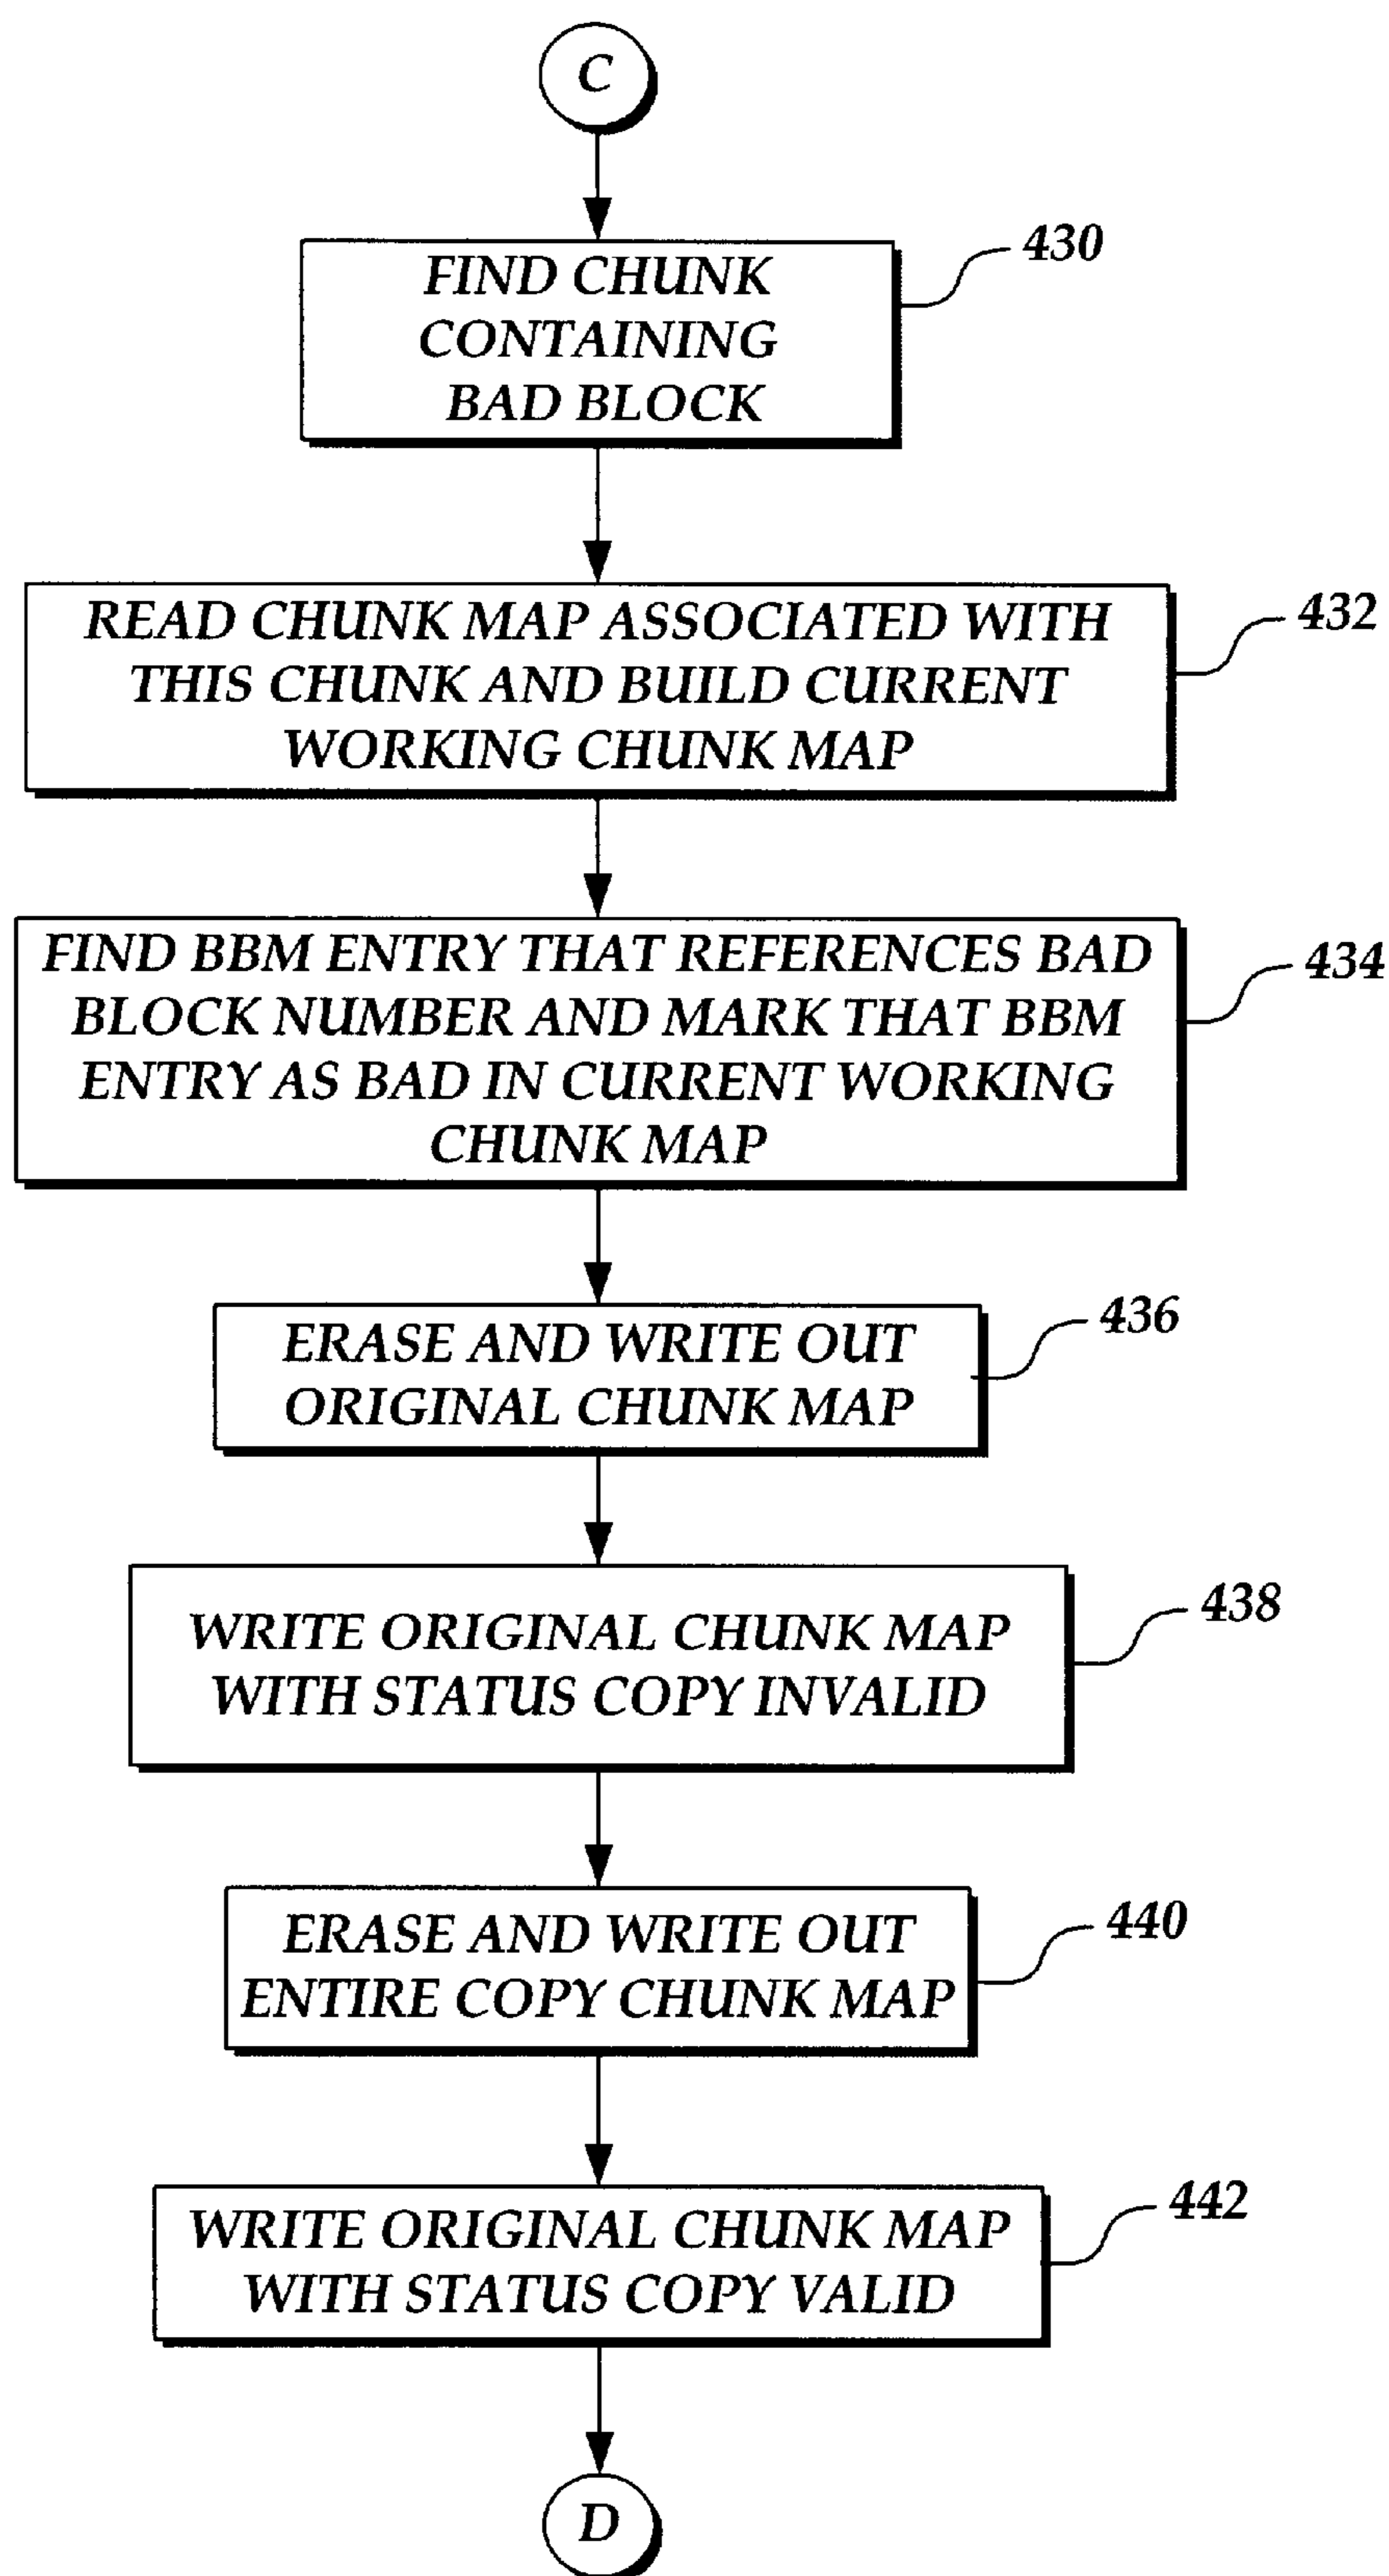 C
FIND CHUNK
CONTAINING
BAD BLOCK
430
READ CHUNK MAP ASSOCIATED WITH
THIS CHUNK AND BUILD CURRENT
WORKING CHUNK MAP
432
FIND BBM ENTRY THAT REFERENCES BAD
BLOCK NUMBER AND MARK THAT BBM
ENTRY AS BAD IN CURRENT WORKING
CHUNK MAP
434
ERASE AND WRITE OUT
ORIGINAL CHUNK MAP
436
WRITE ORIGINAL CHUNK MAP
WITH STATUS COPY INVALID
438
ERASE AND WRITE OUT
ENTIRE COPY CHUNK MAP
440
WRITE ORIGINAL CHUNK MAP
WITH STATUS COPY VALID
442
D